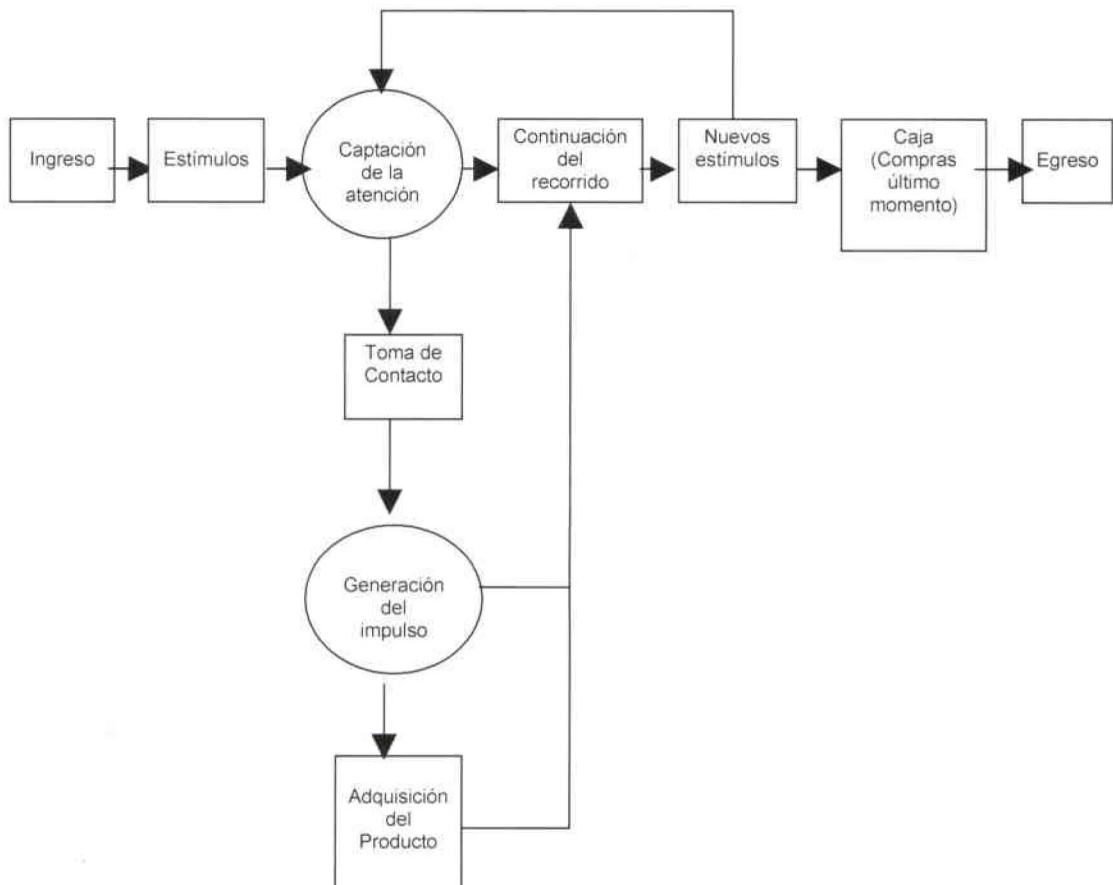 Ingreso
Estímulos
Captación
de la
atención
Continuación
del
recorrido
Nuevos
estímulos
Caja
(Compras
último
momento)
Egreso
Toma de
Contacto
Generación
del
impulso
Adquisición
del
Producto